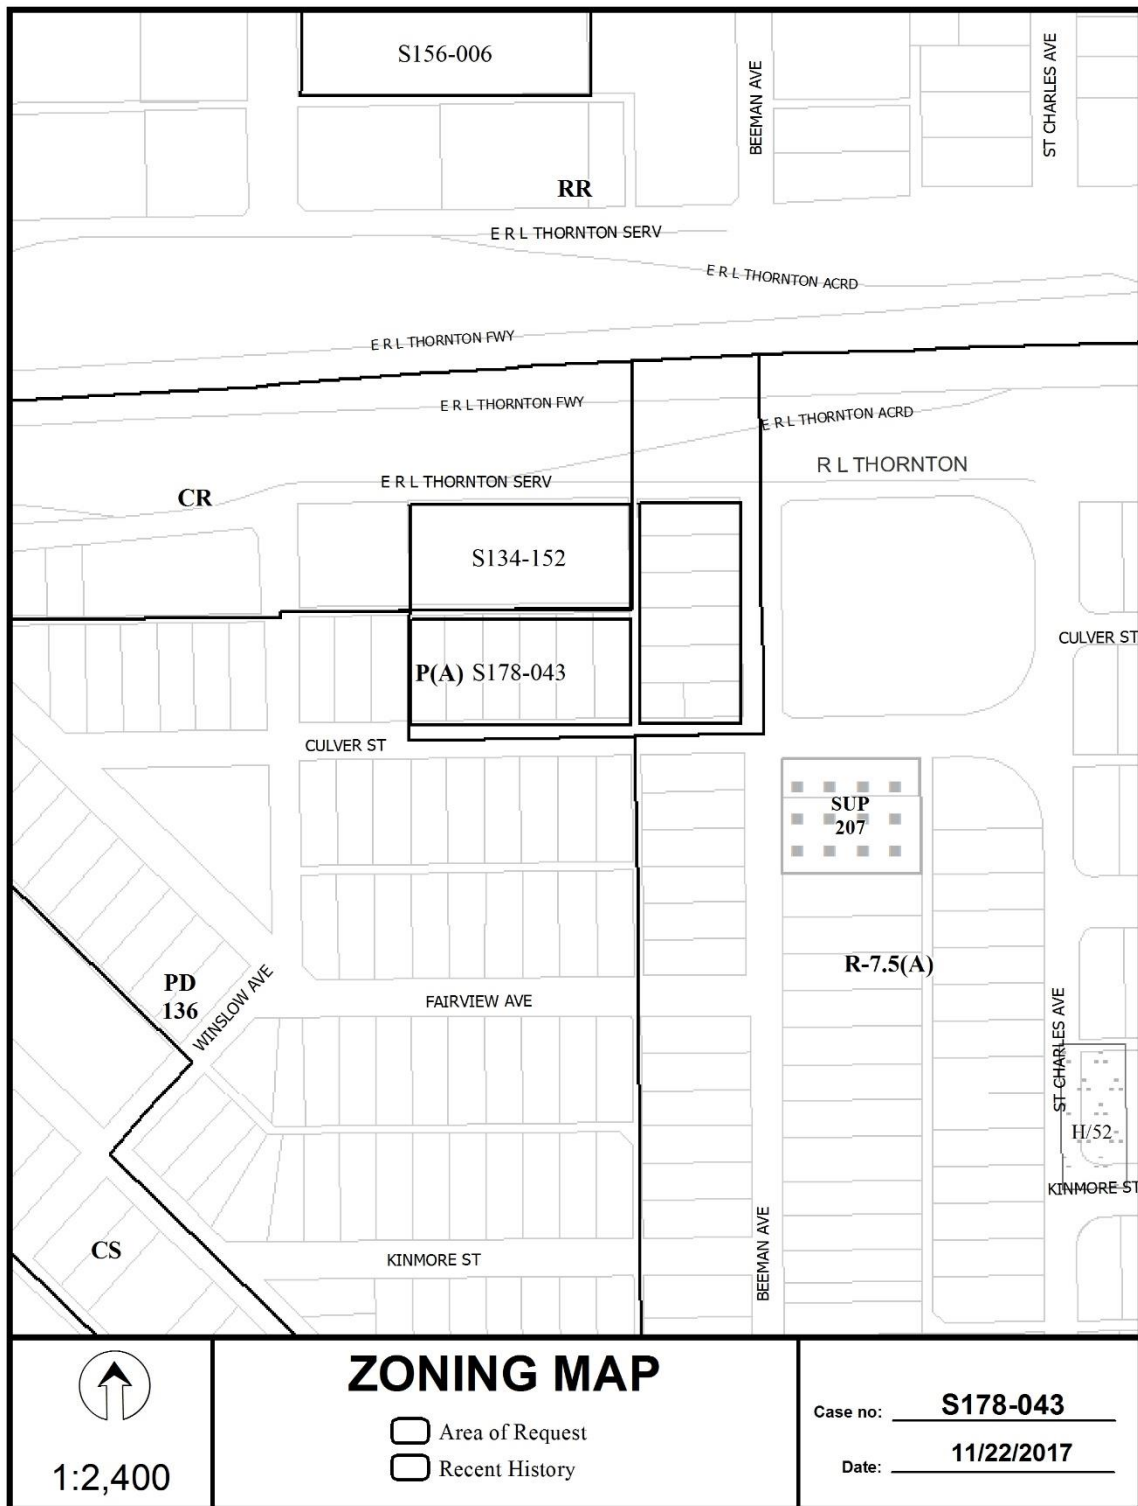 S156-006
BEEMAN AVE
ST CHARLES AVE
RR
E R L THORNTON SERV
E R L THORNTON ACRD
E R L THORNTON FWY
E R L THORNTON FWY
E R L THORNTON ACRD
R L THORNTON
E R L THORNTON SERV
CR
S134-152
CULVER ST
P(A) S178-043
CULVER ST
SUP
207
R-7.5(A)
PD
136
WINSLOW AVE
FAIRVIEW AVE
ST CHARLES AVE
H/52
KINMORE ST
CS
KINMORE ST
BEEMAN AVE
1:2,400
ZONING MAP
Area of Request
Recent History
Case no: S178-043
Date: 11/22/2017